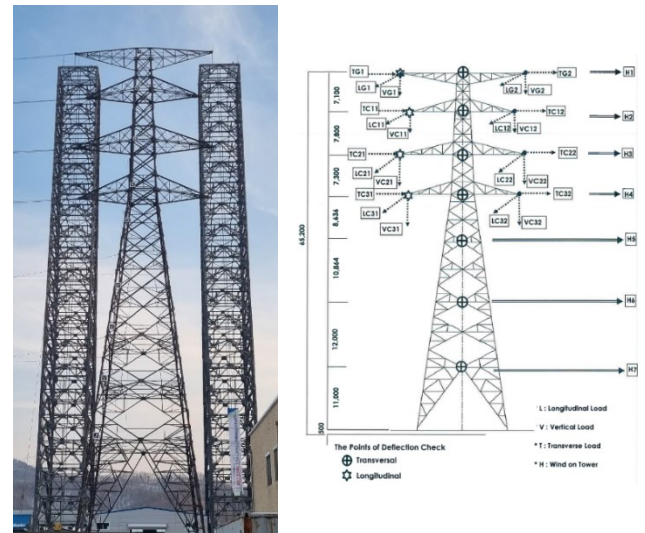 TG1 TG2 H1
LG1 VG1 LG2 VG2
7,100
TC11 TC12 H2
LC11 VC11 LC12 VC12
7,800
TC21 TC22 H3
LC21 VC21 LC22 VC22
7,300
TC31 TC32 H4
LC31 VC31 LC32 VC32
8,636
65,200
H5
10,864
H6
12,000
H7
11,000
500
L : Longitudinal Load
V : Vertical Load
* T : Transverse Load
* H : Wind on Tower
The Points of Deflection Check
Transversal
Longitudinal